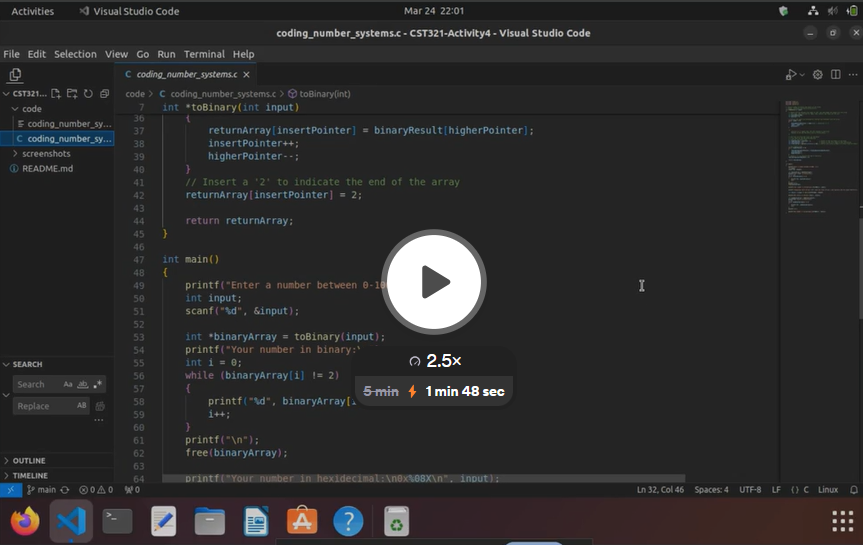 Activities
Visual Studio Code
Mar 24 22:01
coding_number_systems.c - CST321-Activity4 - Visual Studio Code
File Edit Selection View Go Run Terminal Help
CST321...
code
coding_number_sy...
coding_number_sy...
screenshots
README.md
coding_number_systems.c
code > coding_number_systems.c > toBinary(int)
7 int *toBinary(int input)
36 {
37 returnArray[insertPointer] = binaryResult[higherPointer];
38 insertPointer++;
39 higherPointer--;
40 }
41 // Insert a '2' to indicate the end of the array
42 returnArray[insertPointer] = 2;
43
44 return returnArray;
45 }
46
47 int main()
48 {
49 printf("Enter a number between 0-10
50 int input;
51 scanf("%d", &input);
52
53 int *binaryArray = toBinary(input);
54 printf("Your number in binary:\
55 int i = 0;
56 while (binaryArray[i] != 2)
57 {
58 printf("%d", binaryArray[i
59 i++;
60 }
61 printf("\n");
62 free(binaryArray);
63
64 printf("Your number in hexidecimal:\n0x%08X\n", input);
2.5×
5 min 1 min 48 sec
SEARCH
Search Aa ab .*
Replace AB
OUTLINE
TIMELINE
main 0 0 0 Ln 32, Col 46 Spaces: 4 UTF-8 LF {} C Linux